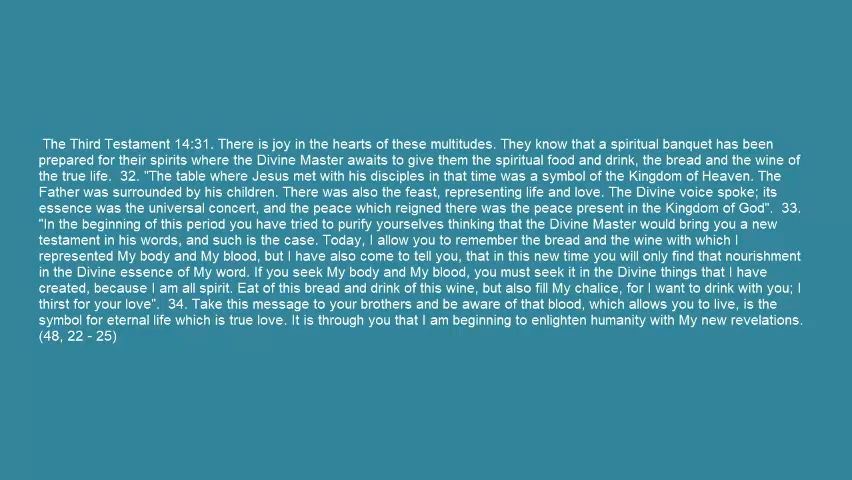 The Third Testament 14:31. There is joy in the hearts of these multitudes. They know that a spiritual banquet has been
prepared for their spirits where the Divine Master awaits to give them the spiritual food and drink, the bread and the wine of
the true life.  32. "The table where Jesus met with his disciples in that time was a symbol of the Kingdom of Heaven. The
Father was surrounded by his children. There was also the feast, representing life and love. The Divine voice spoke; its
essence was the universal concert, and the peace which reigned there was the peace present in the Kingdom of God".  33.
"In the beginning of this period you have tried to purify yourselves thinking that the Divine Master would bring you a new
testament in his words, and such is the case. Today, I allow you to remember the bread and the wine with which I
represented My body and My blood, but I have also come to tell you, that in this new time you will only find that nourishment
in the Divine essence of My word. If you seek My body and My blood, you must seek it in the Divine things that I have
created, because I am all spirit. Eat of this bread and drink of this wine, but also fill My chalice, for I want to drink with you; I
thirst for your love".  34. Take this message to your brothers and be aware of that blood, which allows you to live, is the
symbol for eternal life which is true love. It is through you that I am beginning to enlighten humanity with My new revelations.
(48, 22 - 25)